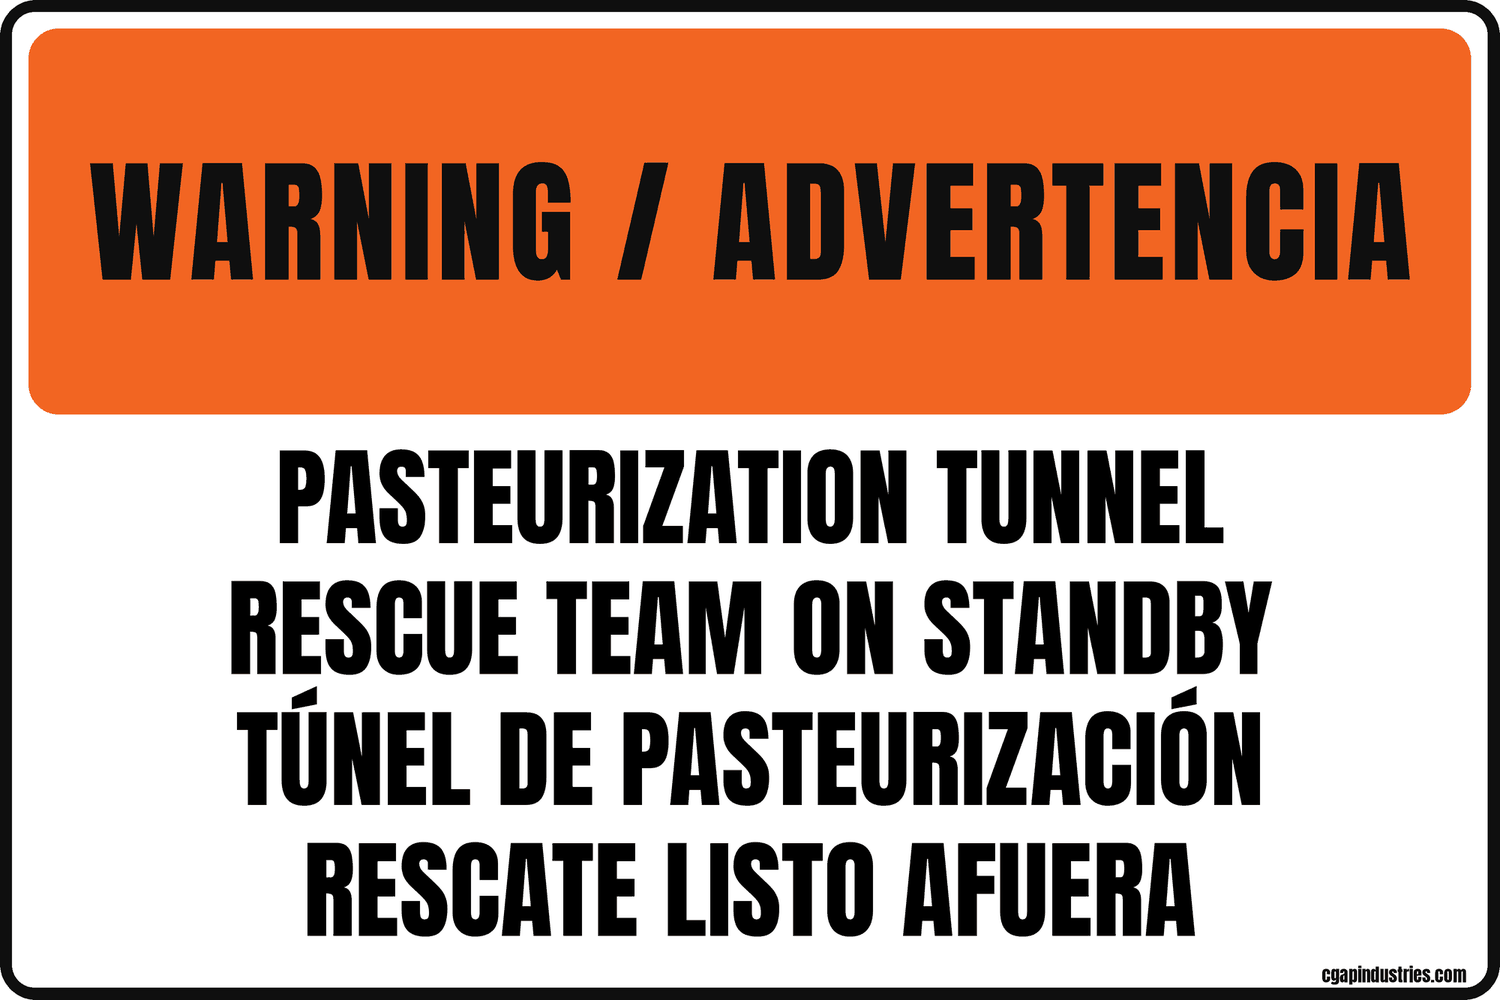 WARNING / ADVERTENCIA
PASTEURIZATION TUNNEL
RESCUE TEAM ON STANDBY
TÚNEL DE PASTEURIZACIÓN
RESCATE LISTO AFUERA
cgapindustries.com